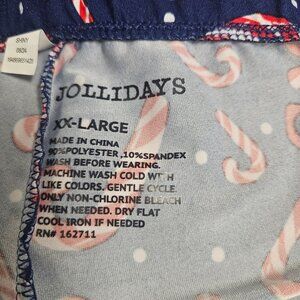 JOLLIDAYS
XX-LARGE
MADE IN CHINA
90%POLYESTER ,10%SPANDEX
WASH BEFORE WEARING.
MACHINE WASH COLD WITH
LIKE COLORS. GENTLE CYCLE.
ONLY NON-CHLORINE BLEACH
WHEN NEEDED. DRY FLAT
COOL IRON IF NEEDED
RN# 162711
SHINY